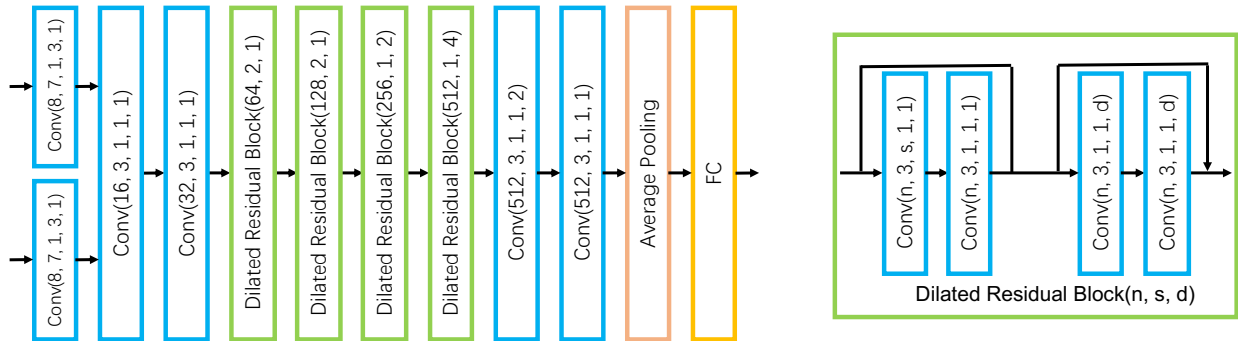 Conv(8, 7, 1, 3, 1)
Conv(8, 7, 1, 3, 1)
Conv(16, 3, 1, 1, 1)
Conv(32, 3, 1, 1, 1)
Dilated Residual Block(64, 2, 1)
Dilated Residual Block(128, 2, 1)
Dilated Residual Block(256, 1, 2)
Dilated Residual Block(512, 1, 4)
Conv(512, 3, 1, 1, 2)
Conv(512, 3, 1, 1, 1)
Average Pooling
FC
Conv(n, 3, s, 1, 1)
Conv(n, 3, 1, 1, 1)
Conv(n, 3, 1, 1, d)
Conv(n, 3, 1, 1, d)
Dilated Residual Block(n, s, d)